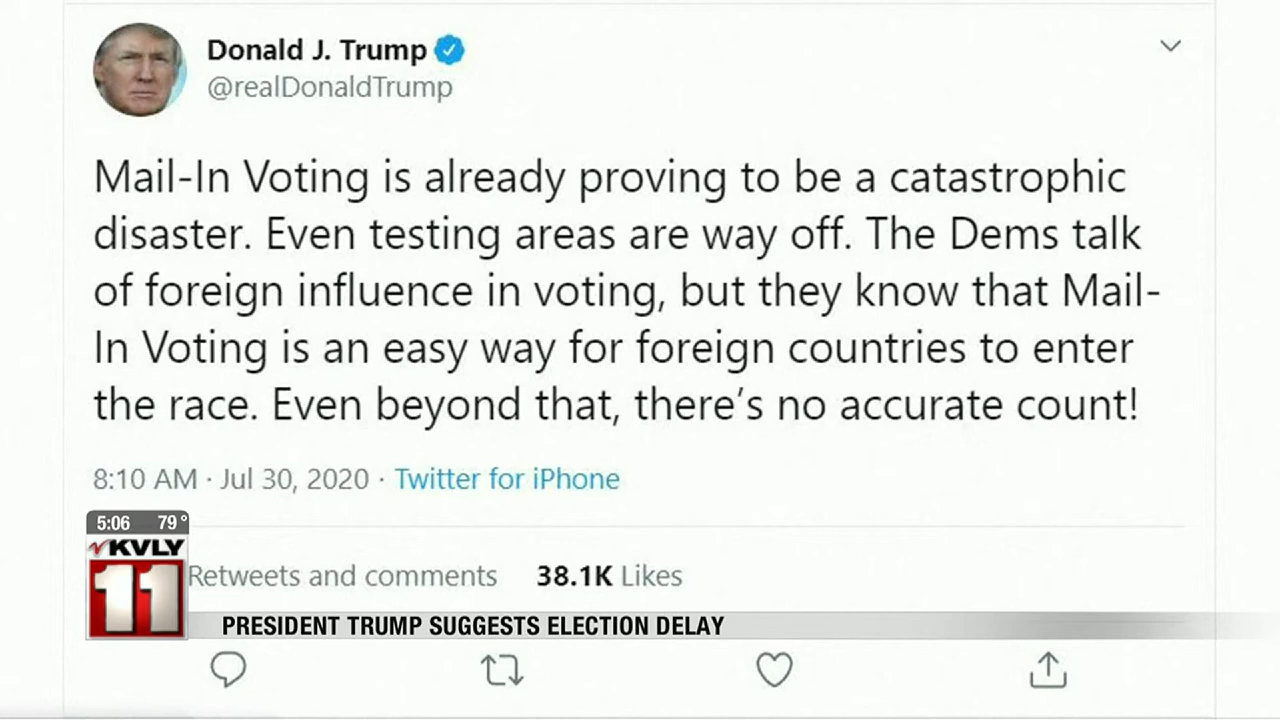 Donald J. Trump
@realDonaldTrump
Mail-In Voting is already proving to be a catastrophic
disaster. Even testing areas are way off. The Dems talk
of foreign influence in voting, but they know that Mail-
In Voting is an easy way for foreign countries to enter
the race. Even beyond that, there's no accurate count!
8:10 AM · Jul 30, 2020 · Twitter for iPhone
5:06 79°
KVLY
11
Retweets and comments 38.1K Likes
PRESIDENT TRUMP SUGGESTS ELECTION DELAY